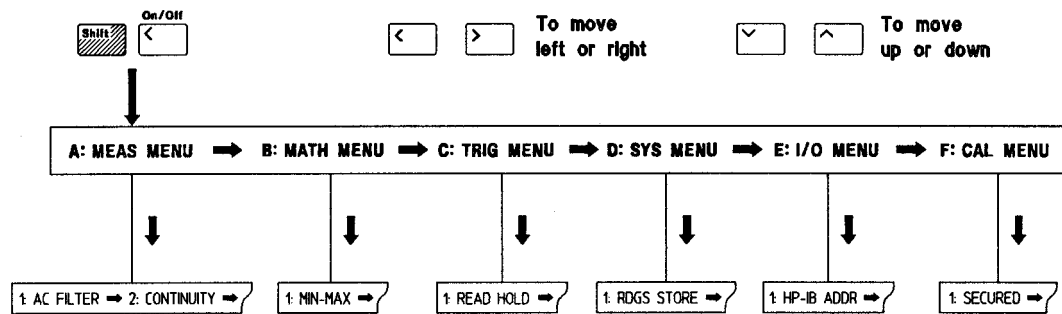 On/Off
Shift <
< > To move
left or right
To move
up or down
A: MEAS MENU ➡ B: MATH MENU ➡ C: TRIG MENU ➡ D: SYS MENU ➡ E: I/O MENU ➡ F: CAL MENU
1: AC FILTER ➡ 2: CONTINUITY ➡
1: MIN-MAX ➡
1: READ HOLD ➡
1: RDGS STORE ➡
1: HP-IB ADDR ➡
1: SECURED ➡